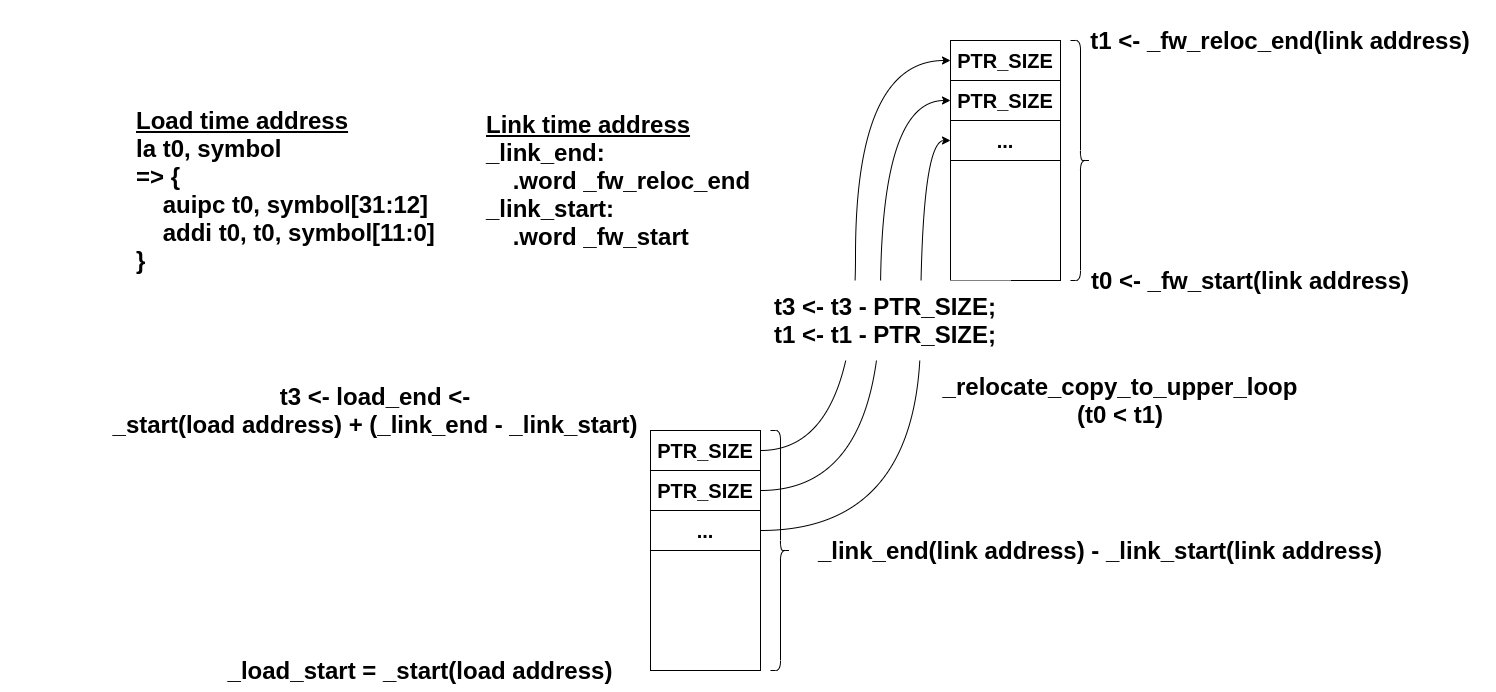 t1 <- _fw_reloc_end(link address)
PTR_SIZE
PTR_SIZE
...
Load time address
la t0, symbol
=> {
auipc t0, symbol[31:12]
addi t0, t0, symbol[11:0]
}
Link time address
_link_end:
.word _fw_reloc_end
_link_start:
.word _fw_start
t0 <- _fw_start(link address)
t3 <- t3 - PTR_SIZE;
t1 <- t1 - PTR_SIZE;
_relocate_copy_to_upper_loop
(t0 < t1)
t3 <- load_end <-
_start(load address) + (_link_end - _link_start)
PTR_SIZE
PTR_SIZE
...
_link_end(link address) - _link_start(link address)
_load_start = _start(load address)